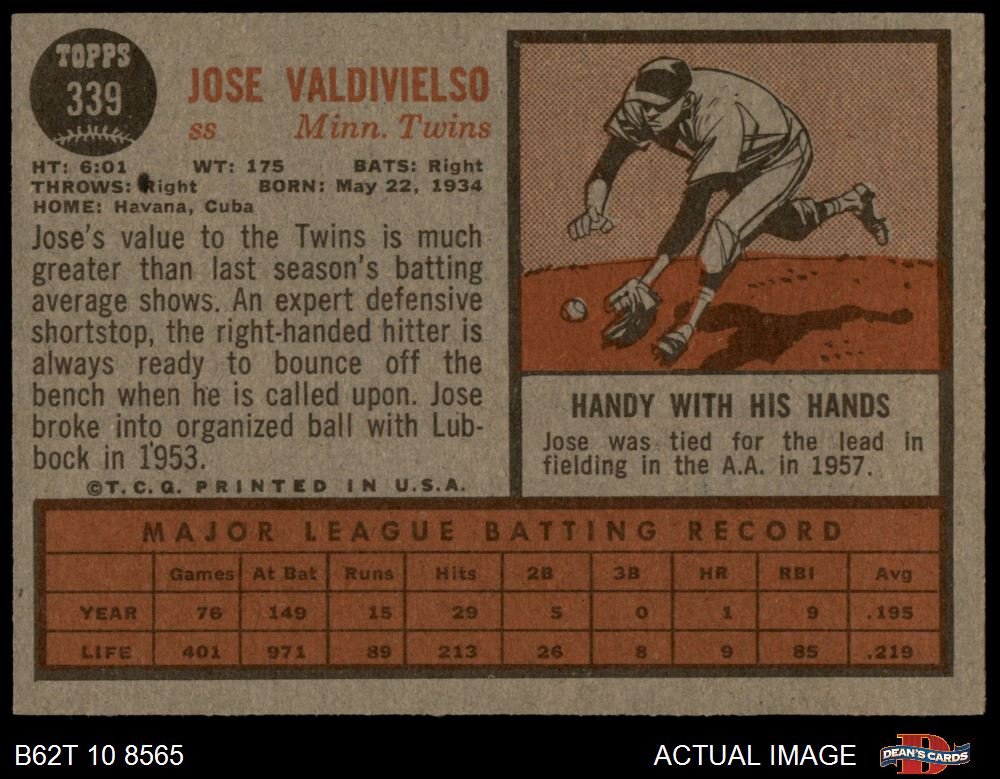 TOPPS
339
JOSE VALDIVIELSO
ss Minn. Twins
HT: 6:01 WT: 175 BATS: Right
THROWS: Right BORN: May 22, 1934
HOME: Havana, Cuba
Jose's value to the Twins is much
greater than last season's batting
average shows. An expert defensive
shortstop, the right-handed hitter is
always ready to bounce off the
bench when he is called upon. Jose
broke into organized ball with Lub-
bock in 1953.
©T.C.G. PRINTED IN U.S.A.
HANDY WITH HIS HANDS
Jose was tied for the lead in
fielding in the A.A. in 1957.
MAJOR LEAGUE BATTING RECORD
Games At Bat Runs Hits 2B 3B HR RBI Avg
YEAR 76 149 15 29 5 0 1 9 .195
LIFE 401 971 89 213 26 8 9 85 .219
B62T 10 8565
ACTUAL IMAGE
DEAN'S CARDS